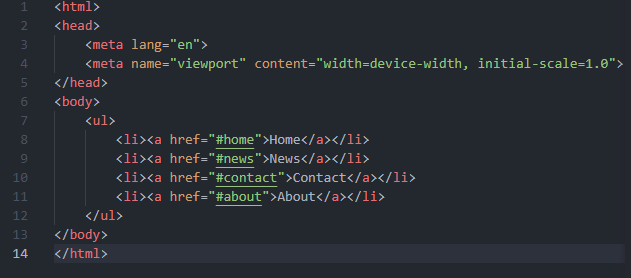 1 <html>
2 <head>
3     <meta lang="en">
4     <meta name="viewport" content="width=device-width, initial-scale=1.0">
5 </head>
6 <body>
7     <ul>
8         <li><a href="#home">Home</a></li>
9         <li><a href="#news">News</a></li>
10         <li><a href="#contact">Contact</a></li>
11         <li><a href="#about">About</a></li>
12     </ul>
13 </body>
14 </html>